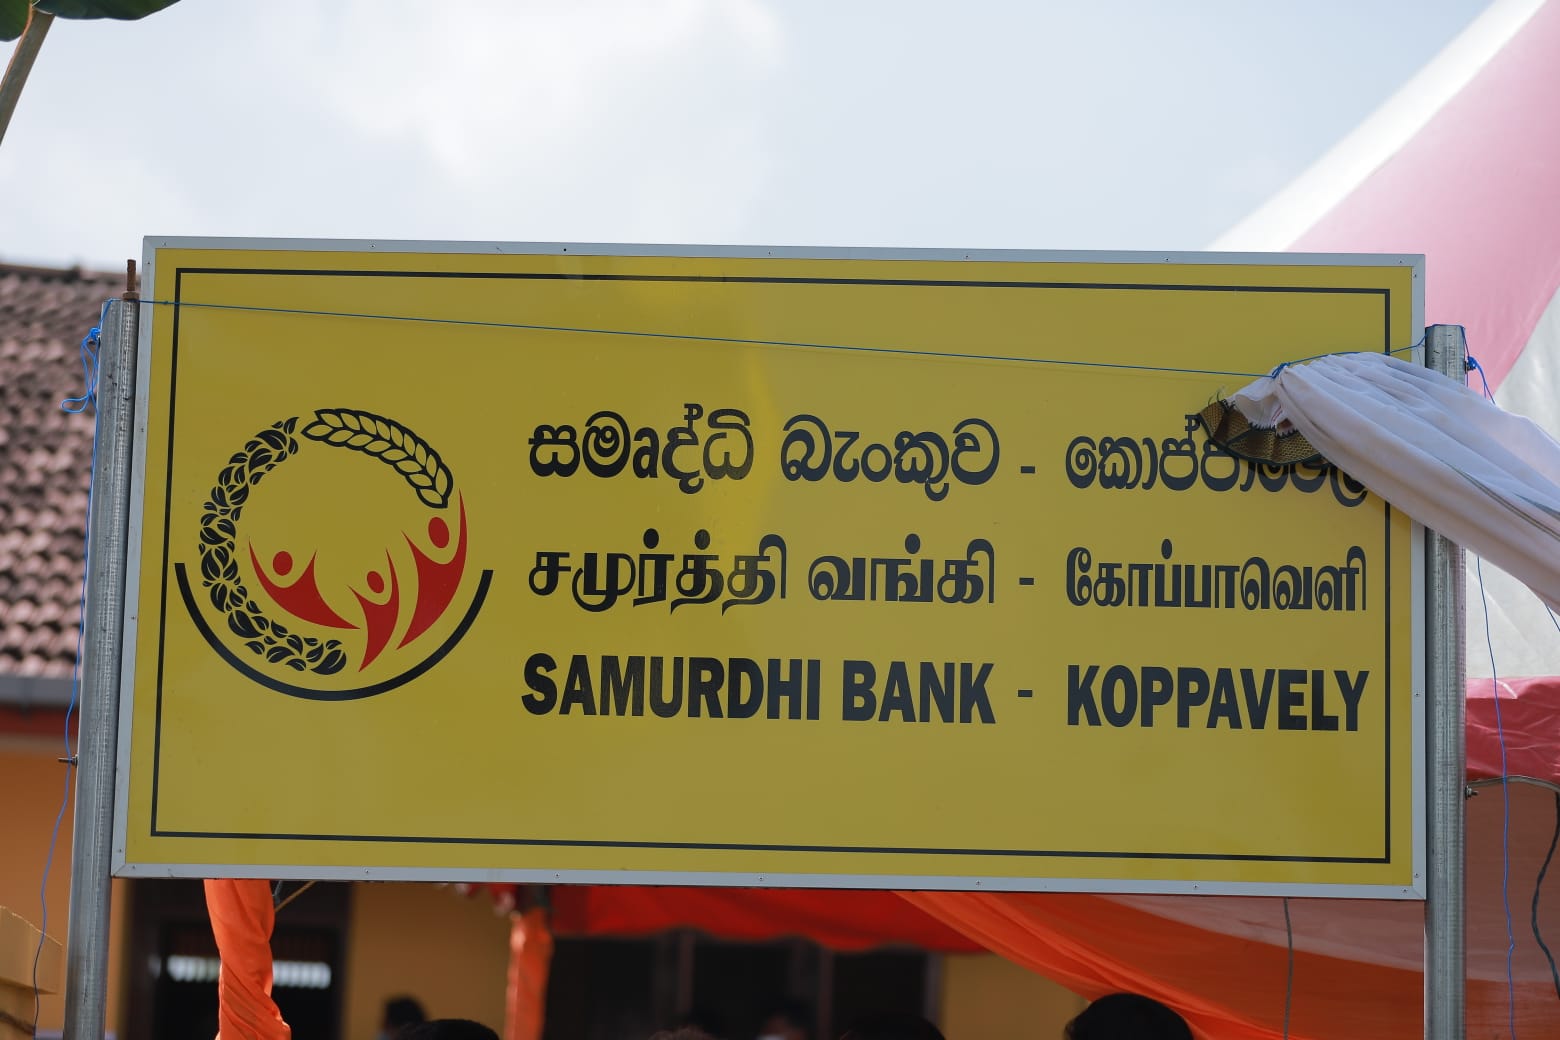 සමෘද්ධි බැංකුව -
சமுர்த்தி வங்கி - கோப்பாவெளி
SAMURDHI BANK - KOPPAVELY